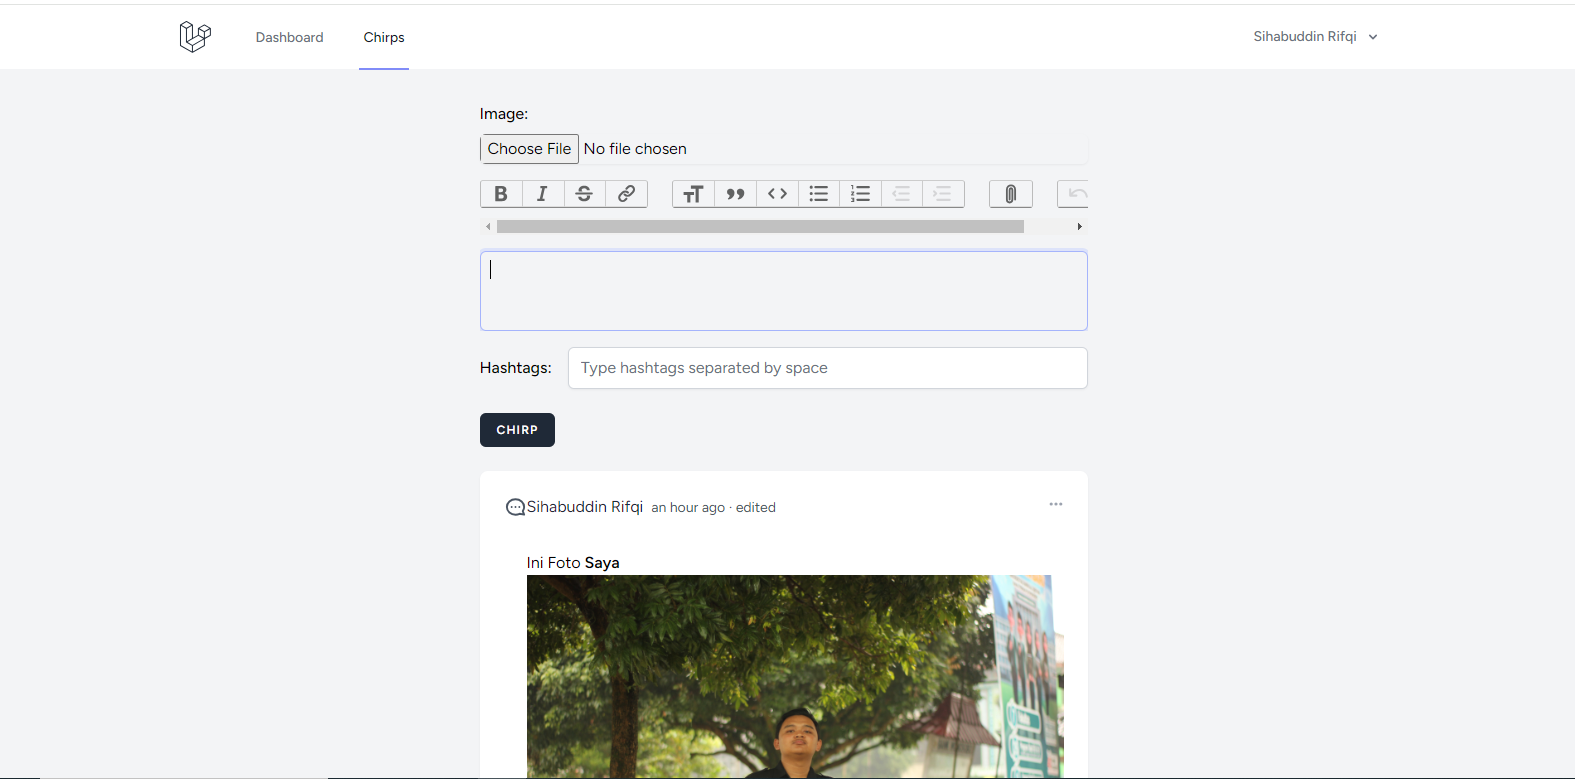 Dashboard Chirps Sihabuddin Rifqi
Image:
Choose File No file chosen
Hashtags: Type hashtags separated by space
CHIRP
Sihabuddin Rifqi an hour ago · edited
Ini Foto Saya